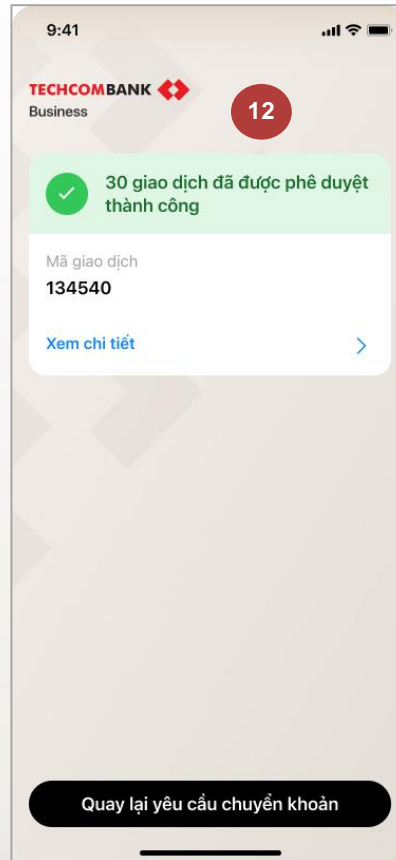 9:41
TECHCOMBANK
Business
12
30 giao dịch đã được phê duyệt
thành công
Mã giao dịch
134540
Xem chi tiết
Quay lại yêu cầu chuyển khoản